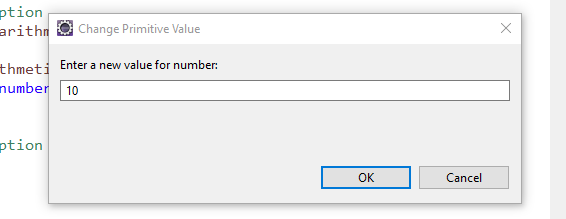 ption
Change Primitive Value
arithm
Enter a new value for number:
thmeti
number
10
ption
OK
Cancel